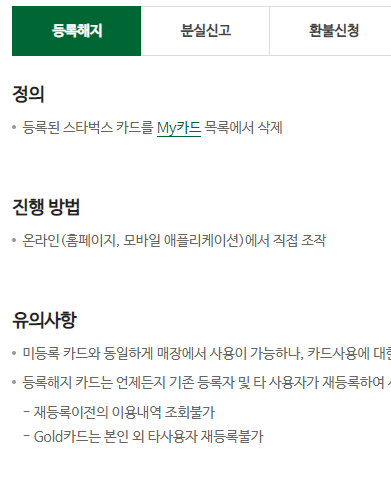 등록해지 분실신고 환불신청
정의
등록된 스타벅스 카드를 My카드 목록에서 삭제
진행 방법
온라인(홈페이지, 모바일 애플리케이션)에서 직접 조작
유의사항
미등록 카드와 동일하게 매장에서 사용이 가능하나, 카드사용에
등록해지 카드는 언제든지 기존 등록자 및 타 사용자가 재등록하여
- 재등록이전의 이용내역 조회불가
- Gold카드는 본인 외 타사용자 재등록불가